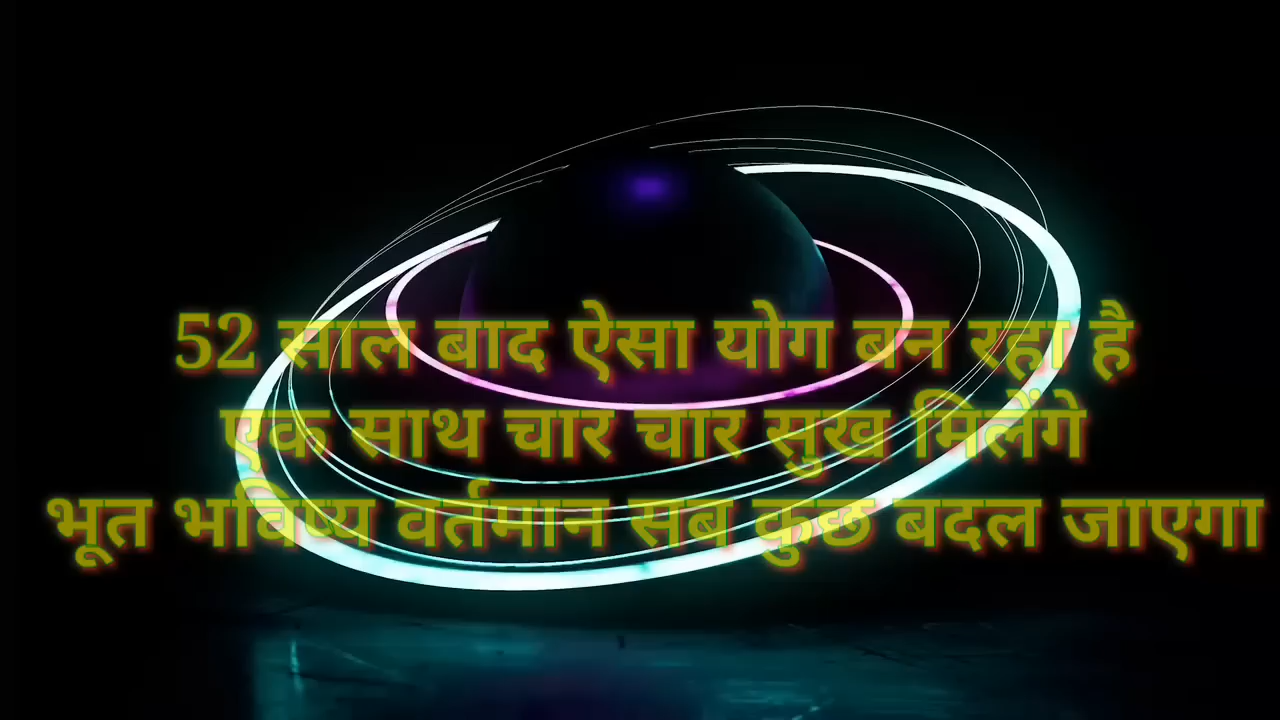 52 साल बाद ऐसा योग बन रहा है
एक साथ चार चार सुख मिलेंगे
भूत भविष्य वर्तमान सब कुछ बदल जाएगा